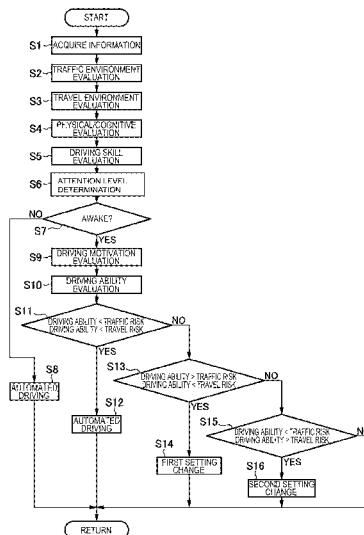 START
S1
ACQUIRE INFORMATION
S2
TRAFFIC ENVIRONMENT
EVALUATION
S3
TRAVEL ENVIRONMENT
EVALUATION
S4
PHYSICAL/COGNITIVE
EVALUATION
S5
DRIVING SKILL
EVALUATION
S6
ATTENTION LEVEL
DETERMINATION
NO
AWAKE?
S7
YES
S9
DRIVING MOTIVATION
EVALUATION
S10
DRIVING ABILITY
EVALUATION
S11
DRIVING ABILITY < TRAFFIC RISK
DRIVING ABILITY < TRAVEL RISK
NO
YES
S13
DRIVING ABILITY > TRAFFIC RISK
DRIVING ABILITY < TRAVEL RISK
NO
YES
S8
AUTOMATED
DRIVING
S12
AUTOMATED
DRIVING
S15
DRIVING ABILITY < TRAFFIC RISK
DRIVING ABILITY > TRAVEL RISK
NO
YES
S14
FIRST SETTING
CHANGE
S16
SECOND SETTING
CHANGE
RETURN